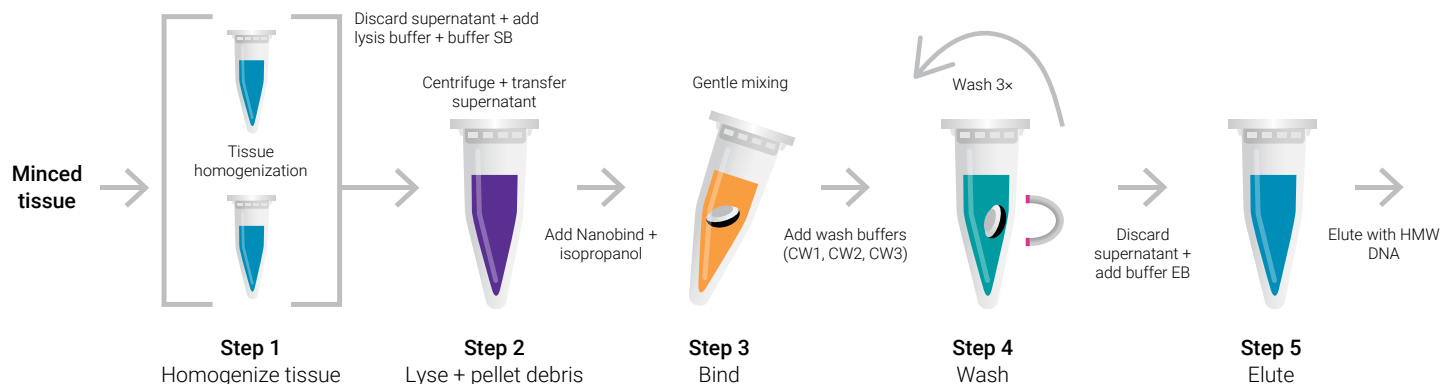 Minced
tissue
Tissue
homogenization
Step 1
Homogenize tissue
Discard supernatant + add
lysis buffer + buffer SB
Centrifuge + transfer
supernatant
Step 2
Lyse + pellet debris
Add Nanobind +
isopropanol
Gentle mixing
Step 3
Bind
Add wash buffers
(CW1, CW2, CW3)
Wash 3×
Step 4
Wash
Discard
supernatant +
add buffer EB
Step 5
Elute
Elute with HMW
DNA